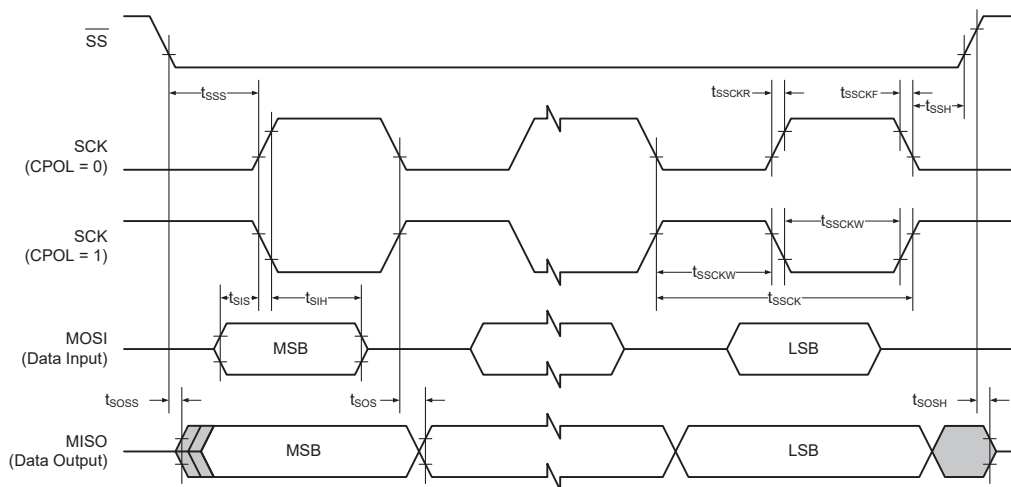 SS
tSSS
tSSCKR
tSSCKF
tSSH
SCK
(CPOL = 0)
SCK
(CPOL = 1)
tSSCKW
tSSCKW
tSSCK
tSIS
tSIH
MOSI
(Data Input)
MSB
LSB
tSOSS
tSOS
tSOSH
MISO
(Data Output)
MSB
LSB